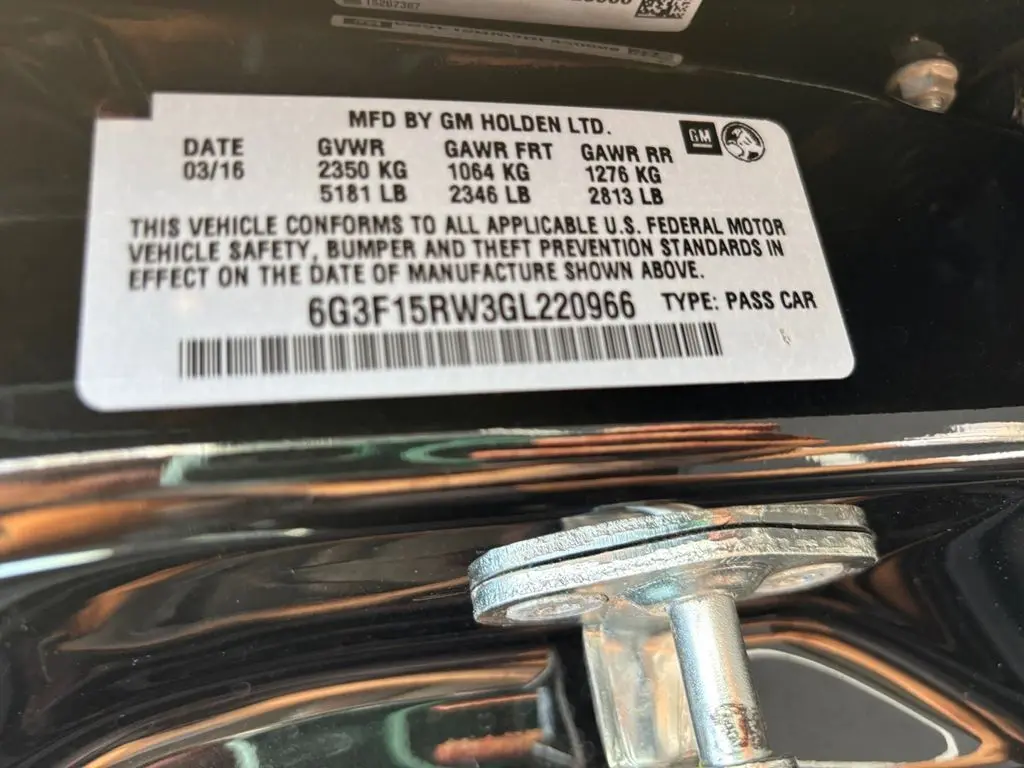 15267387
MFD BY GM HOLDEN LTD.
GM
DATE GVWR GAWR FRT GAWR RR
03/16 2350 KG 1064 KG 1276 KG
5181 LB 2346 LB 2813 LB
THIS VEHICLE CONFORMS TO ALL APPLICABLE U.S. FEDERAL MOTOR
VEHICLE SAFETY, BUMPER AND THEFT PREVENTION STANDARDS IN
EFFECT ON THE DATE OF MANUFACTURE SHOWN ABOVE.
6G3F15RW3GL220966 TYPE: PASS CAR